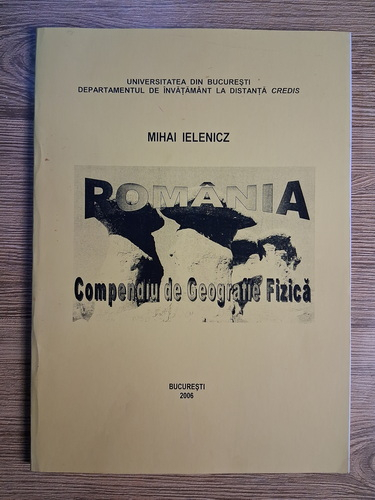 UNIVERSITATEA DIN BUCUREŞTI
DEPARTAMENTUL DE ÎNVĂŢĂMÂNT LA DISTANŢĂ CREDIS
MIHAI IELENICZ
ROMÂNIA
Compendiu de Geografie Fizică
BUCUREŞTI
2006